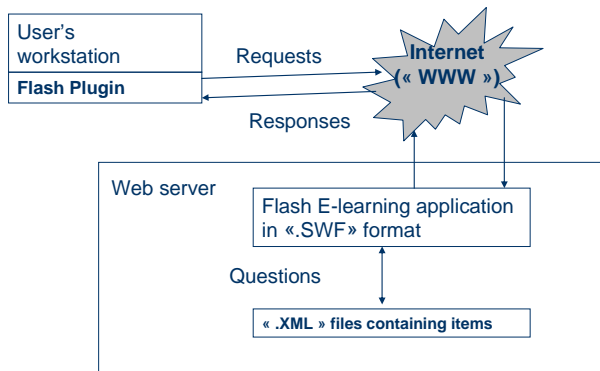 User's
workstation
Flash Plugin
Requests
Responses
Internet
(« WWW »)
Web server
Flash E-learning application
in «.SWF» format
Questions
« .XML » files containing items